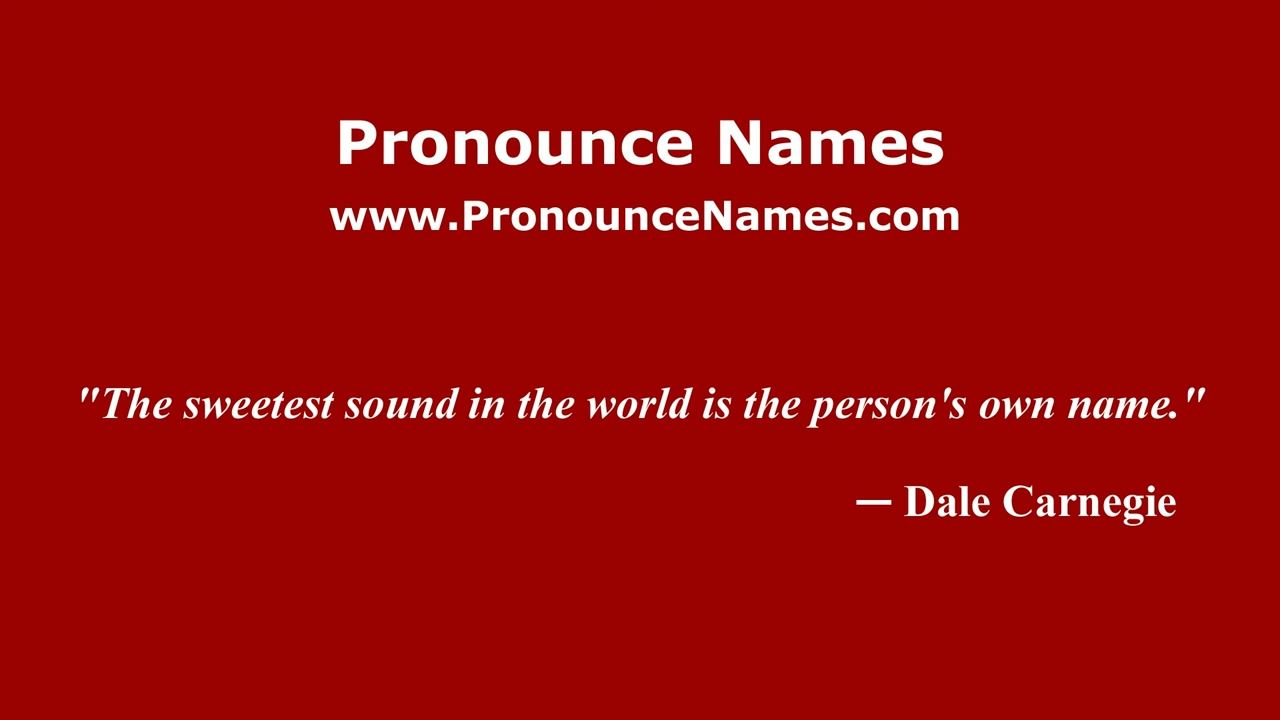 Pronounce Names
www.PronounceNames.com
"The sweetest sound in the world is the person's own name."
— Dale Carnegie